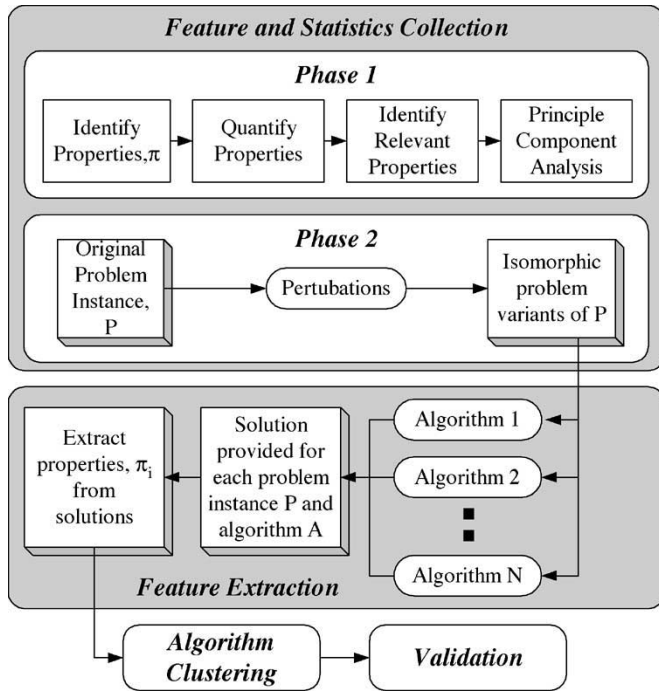 Feature and Statistics Collection
Phase 1
Identify
Properties,π
Quantify
Properties
Identify
Relevant
Properties
Principle
Component
Analysis
Phase 2
Original
Problem
Instance,
P
Pertubations
Isomorphic
problem
variants of P
Extract
properties, πi
from
solutions
Solution
provided for
each problem
instance P and
algorithm A
Algorithm 1
Algorithm 2
Algorithm N
Feature Extraction
Algorithm
Clustering
Validation